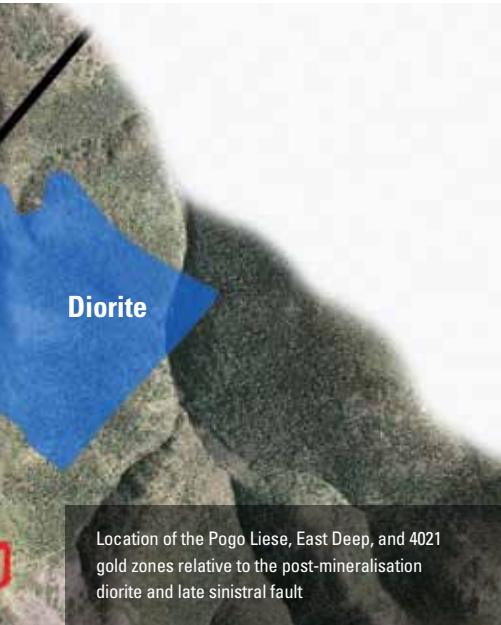 Diorite
Location of the Pogo Liese, East Deep, and 4021
gold zones relative to the post-mineralisation
diorite and late sinistral fault